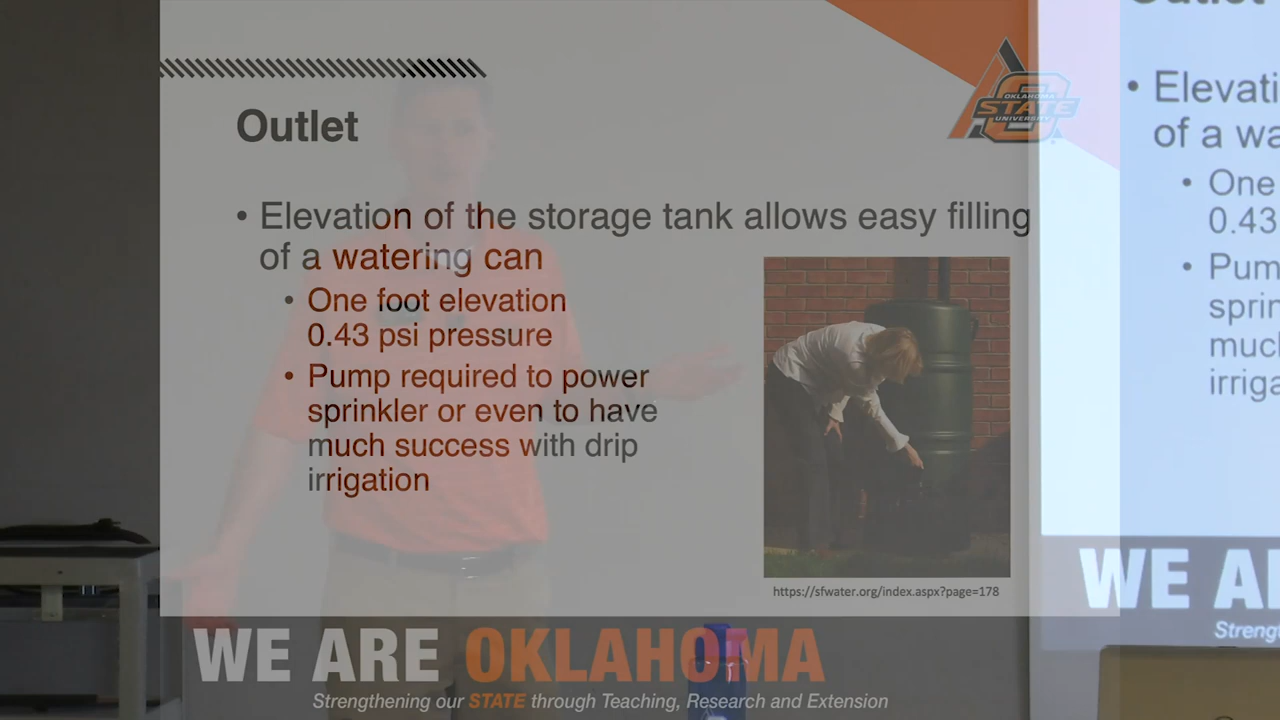 OKLAHOMA
STATE
UNIVERSITY
Outlet
• Elevation of the storage tank allows easy filling
of a watering can
• One foot elevation
0.43 psi pressure
• Pump required to power
sprinkler or even to have
much success with drip
irrigation
https://sfwater.org/index.aspx?page=178
WE ARE OKLAHOMA
Strengthening our STATE through Teaching, Research and Extension
• Elevati
of a wa
• One
0.43
• Pum
sprin
much
irriga
WE A
Streng